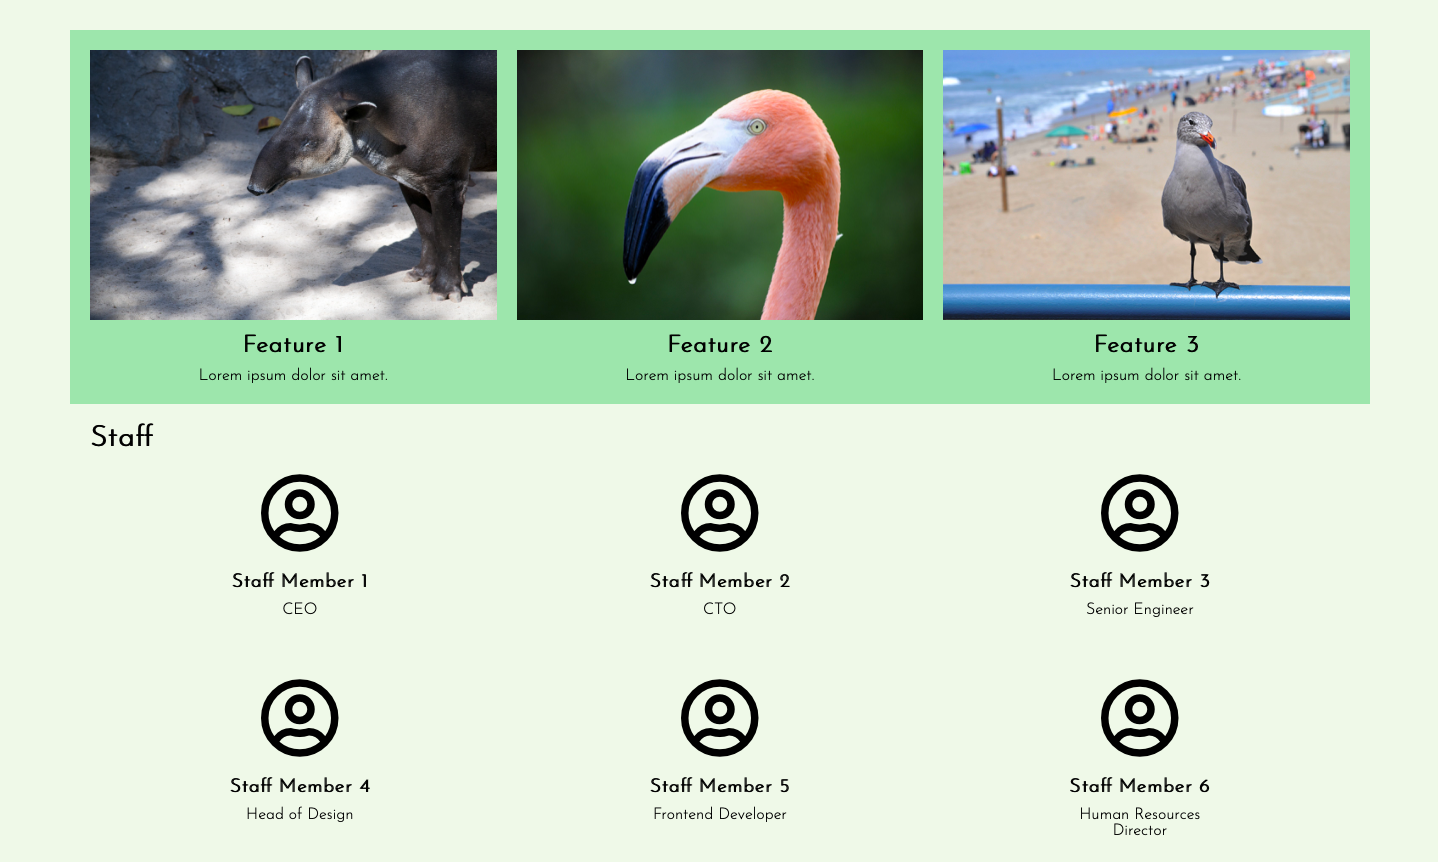 Feature 1
Lorem ipsum dolor sit amet.
Feature 2
Lorem ipsum dolor sit amet.
Feature 3
Lorem ipsum dolor sit amet.
Staff
Staff Member 1
CEO
Staff Member 2
CTO
Staff Member 3
Senior Engineer
Staff Member 4
Head of Design
Staff Member 5
Frontend Developer
Staff Member 6
Human Resources
Director